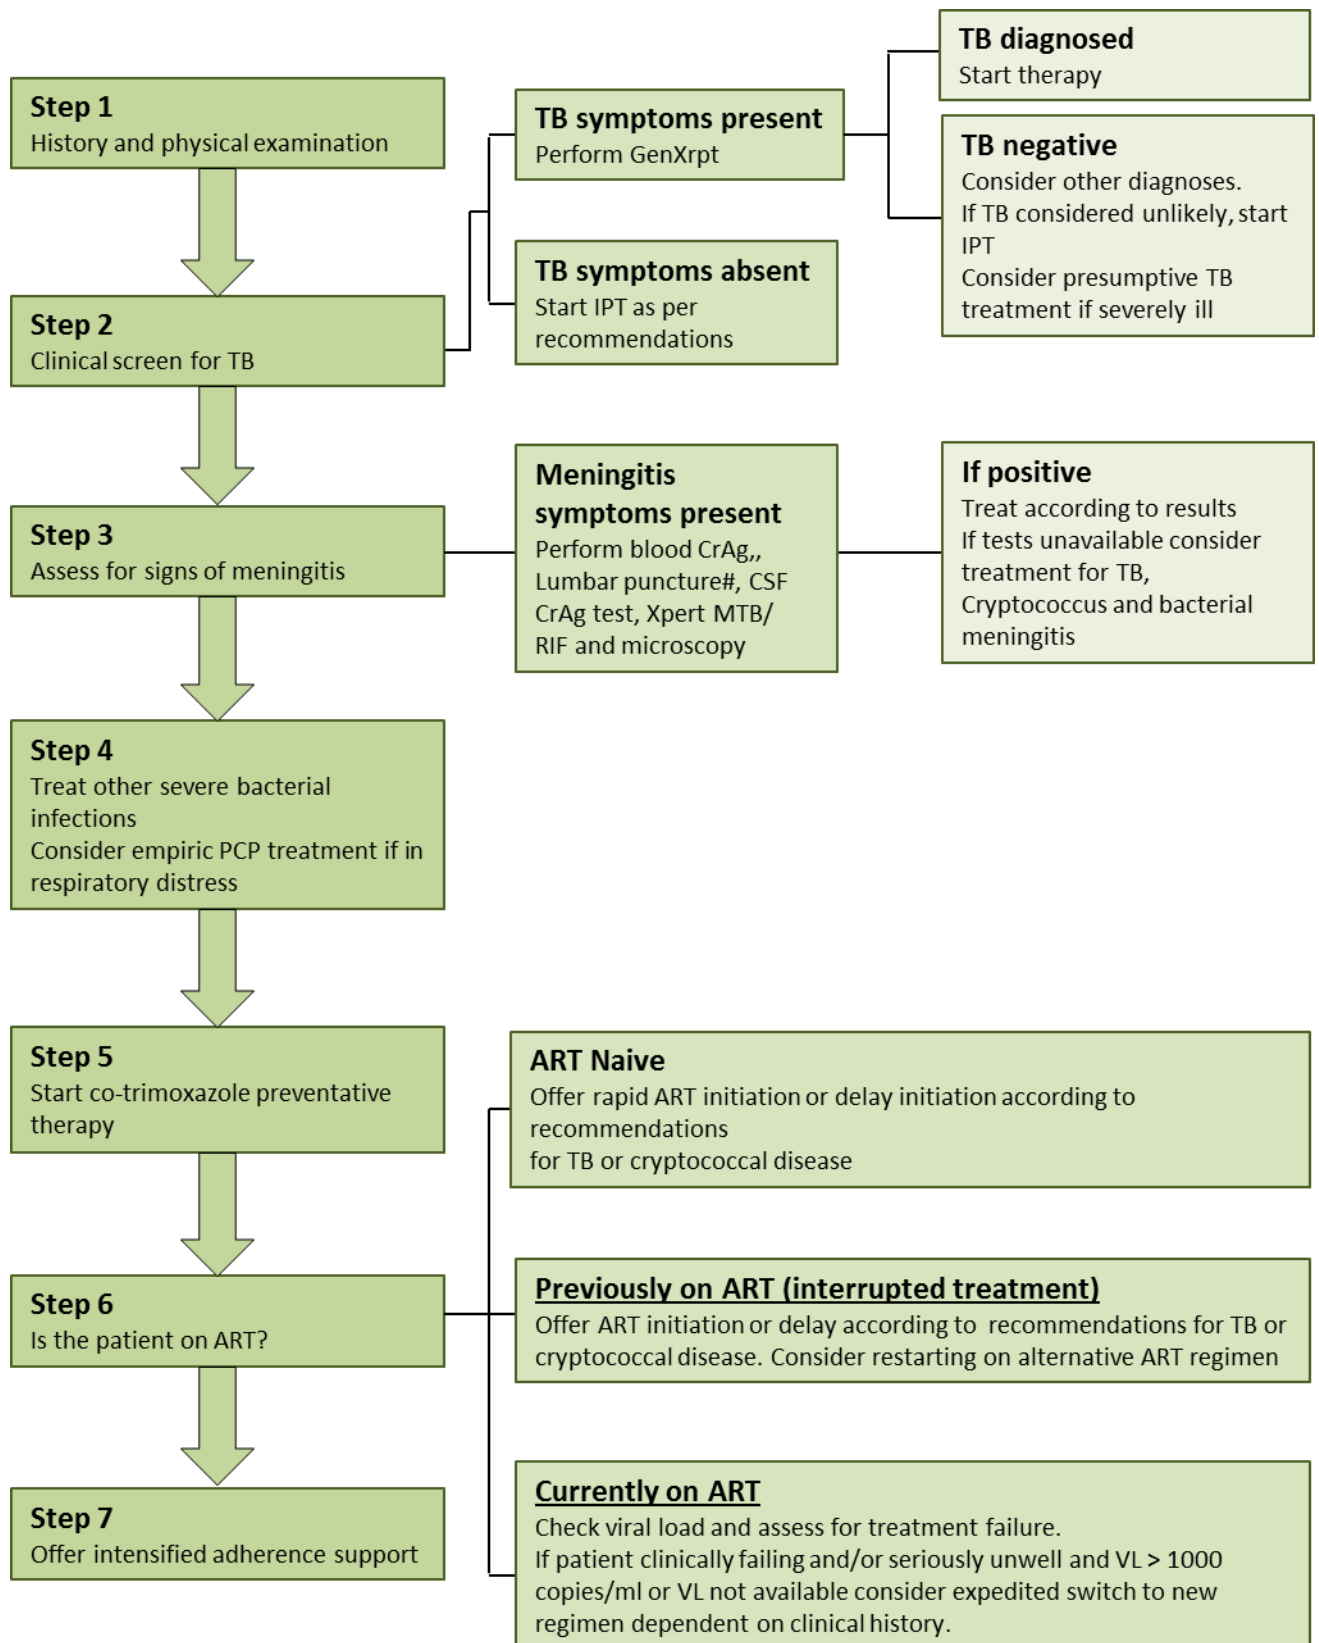 Step 1
History and physical examination
TB symptoms present
Perform GenXrpt
TB diagnosed
Start therapy
TB negative
Consider other diagnoses.
If TB considered unlikely, start
IPT
Consider presumptive TB
treatment if severely ill
TB symptoms absent
Start IPT as per
recommendations
Step 2
Clinical screen for TB
Step 3
Assess for signs of meningitis
Meningitis
symptoms present
Perform blood CrAg,,
Lumbar puncture#, CSF
CrAg test, Xpert MTB/
RIF and microscopy
If positive
Treat according to results
If tests unavailable consider
treatment for TB,
Cryptococcus and bacterial
meningitis
Step 4
Treat other severe bacterial
infections
Consider empiric PCP treatment if in
respiratory distress
Step 5
Start co-trimoxazole preventative
therapy
Step 6
Is the patient on ART?
ART Naive
Offer rapid ART initiation or delay initiation according to
recommendations
for TB or cryptococcal disease
Previously on ART (interrupted treatment)
Offer ART initiation or delay according to recommendations for TB or
cryptococcal disease. Consider restarting on alternative ART regimen
Currently on ART
Check viral load and assess for treatment failure.
If patient clinically failing and/or seriously unwell and VL > 1000
copies/ml or VL not available consider expedited switch to new
regimen dependent on clinical history.
Step 7
Offer intensified adherence support